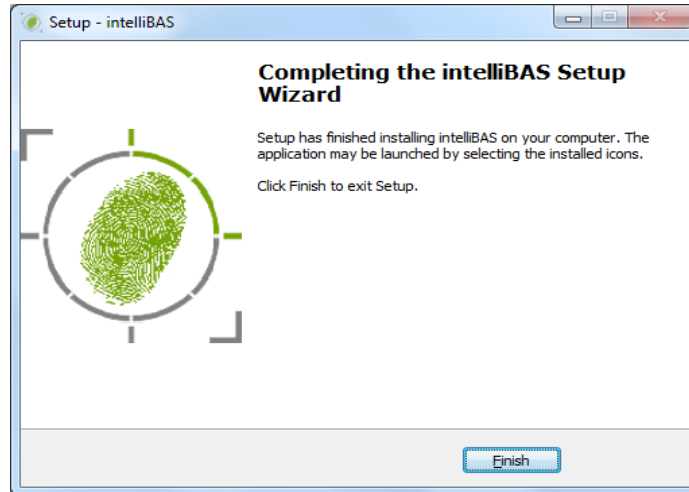 Setup - intelliBAS
Completing the intelliBAS Setup
Wizard
Setup has finished installing intelliBAS on your computer. The
application may be launched by selecting the installed icons.
Click Finish to exit Setup.
Finish